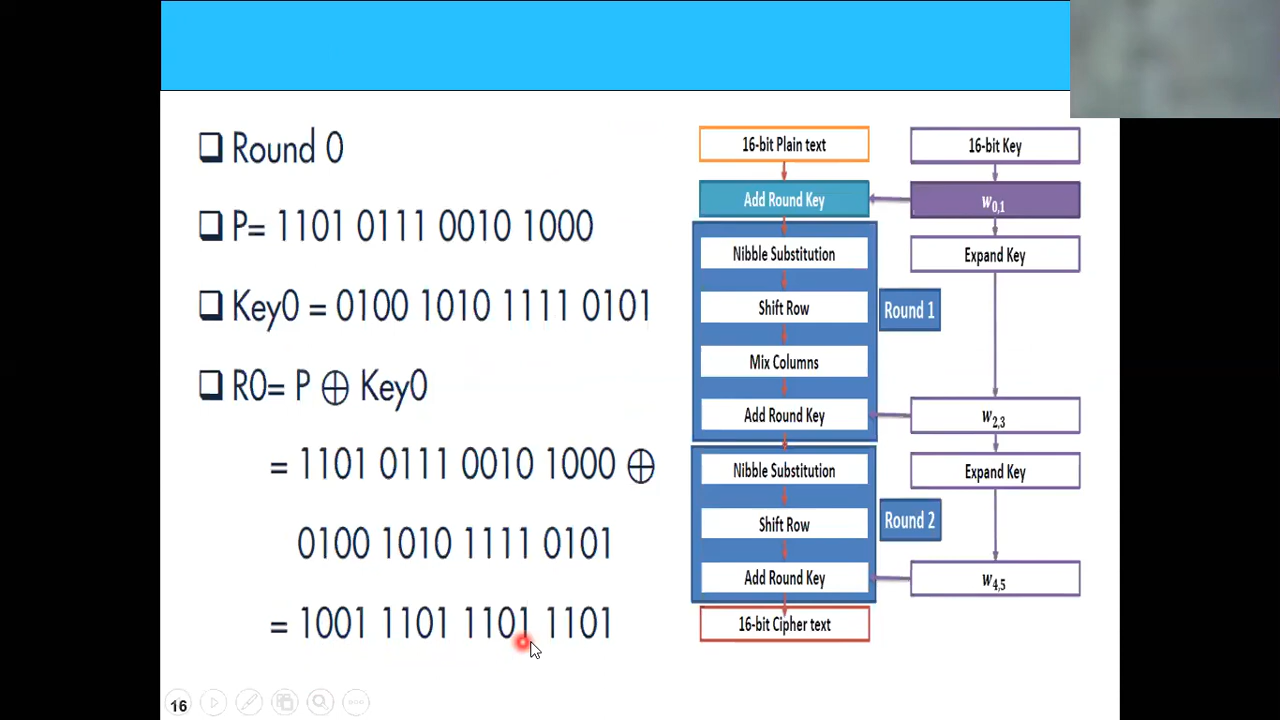 Round 0
P= 1101 0111 0010 1000
Key0 = 0100 1010 1111 0101
R0= P ⊕ Key0
= 1101 0111 0010 1000 ⊕
0100 1010 1111 0101
= 1001 1101 1101 1101
16-bit Plain text
16-bit Key
Add Round Key
w0,1
Nibble Substitution
Expand Key
Shift Row
Round 1
Mix Columns
Add Round Key
w2,3
Nibble Substitution
Expand Key
Shift Row
Round 2
Add Round Key
w4,5
16-bit Cipher text
16